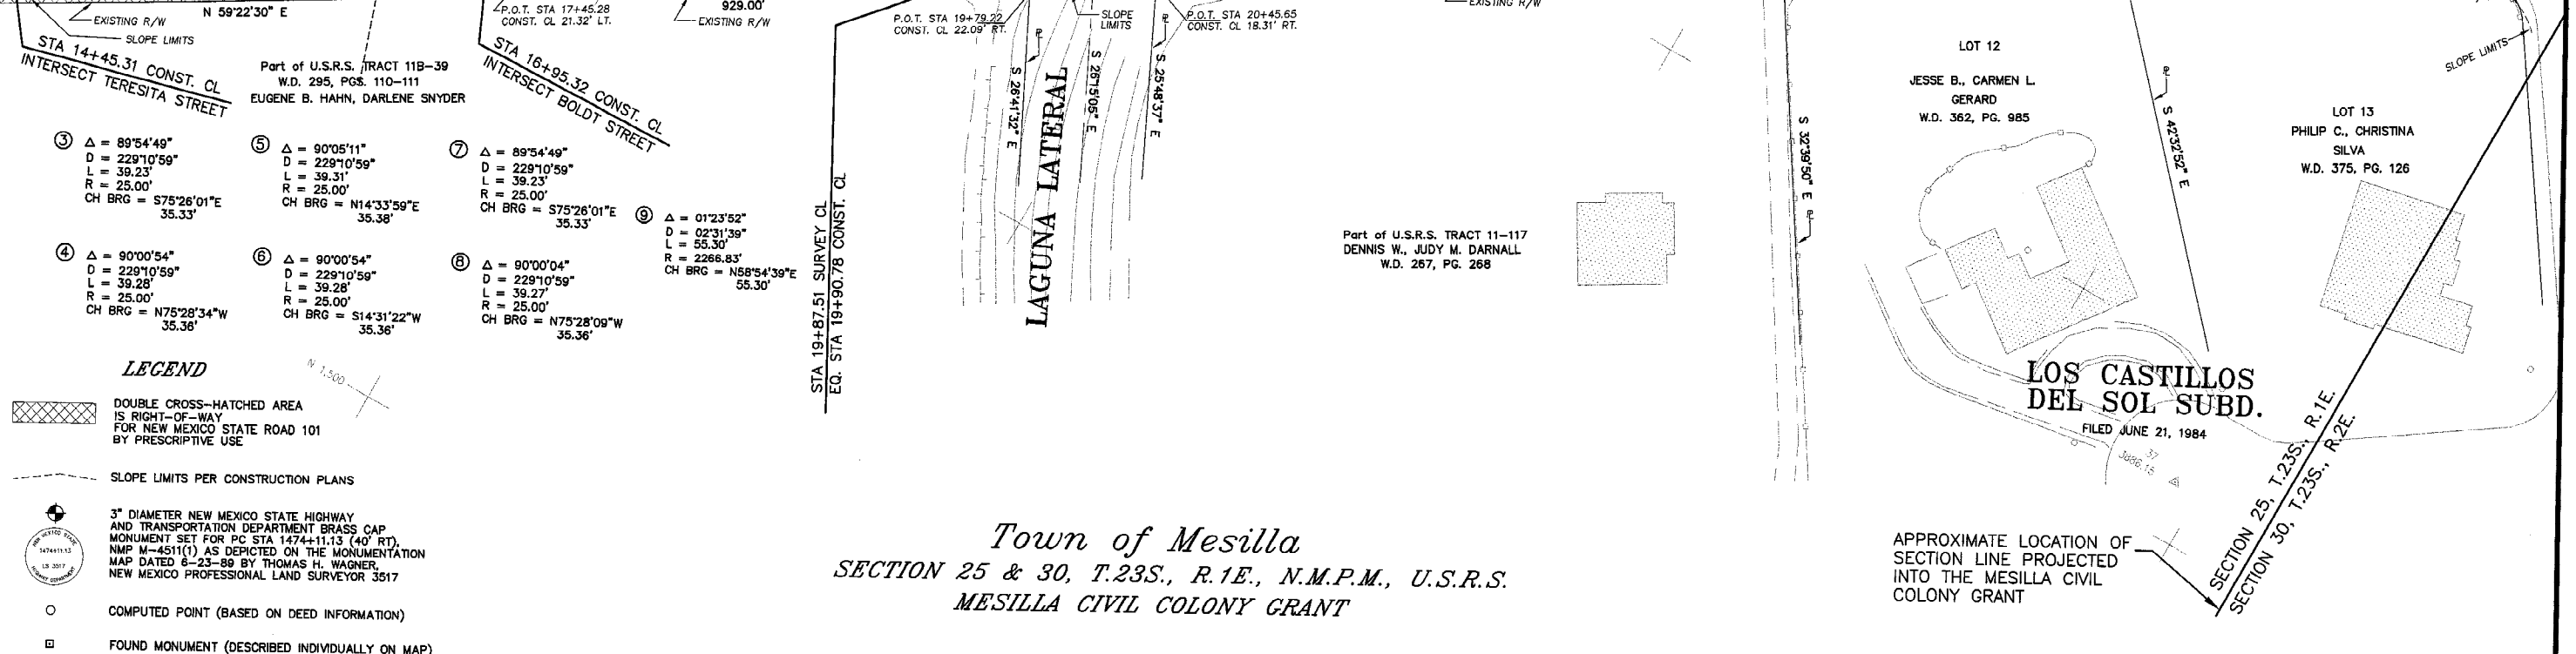 N 59°22'30" E
EXISTING R/W
SLOPE LIMITS
STA 14+45.31 CONST. CL
INTERSECT TERESITA STREET
Part of U.S.R.S. TRACT 11B-39
W.D. 295, PGS. 110-111
EUGENE B. HAHN, DARLENE SNYDER
P.O.T. STA 17+45.28
CONST. CL 21.32' LT.
929.00'
EXISTING R/W
STA 16+95.32 CONST. CL
INTERSECT BOLDT STREET
P.O.T. STA 19+79.22
CONST. CL 22.09' RT.
SLOPE
LIMITS
P.O.T. STA 20+45.65
CONST. CL 18.31' RT.
EXISTING R/W
S 26°41'32" E
S 26°15'05" E
S 25°48'37" E
LAGUNA LATERAL
STA 19+87.51 SURVEY CL
EQ. STA 19+90.78 CONST. CL
3 Δ = 89°54'49"
D = 229°10'59"
L = 39.23'
R = 25.00'
CH BRG = S75°26'01"E
35.33'
5 Δ = 90°05'11"
D = 229°10'59"
L = 39.31'
R = 25.00'
CH BRG = N14°33'59"E
35.38'
7 Δ = 89°54'49"
D = 229°10'59"
L = 39.23'
R = 25.00'
CH BRG = S75°26'01"E
35.33'
9 Δ = 01°23'52"
D = 02°31'39"
L = 55.30'
R = 2266.83'
CH BRG = N58°54'39"E
55.30'
4 Δ = 90°00'54"
D = 229°10'59"
L = 39.28'
R = 25.00'
CH BRG = N75°28'34"W
35.36'
6 Δ = 90°00'54"
D = 229°10'59"
L = 39.28'
R = 25.00'
CH BRG = S14°31'22"W
35.36'
8 Δ = 90°00'04"
D = 229°10'59"
L = 39.27'
R = 25.00'
CH BRG = N75°28'09"W
35.36'
LEGEND
N 1,500
DOUBLE CROSS-HATCHED AREA
IS RIGHT-OF-WAY
FOR NEW MEXICO STATE ROAD 101
BY PRESCRIPTIVE USE
SLOPE LIMITS PER CONSTRUCTION PLANS
NEW MEXICO STATE
1474+11.13
LS 3517
HIGHWAY DEPARTMENT
3" DIAMETER NEW MEXICO STATE HIGHWAY
AND TRANSPORTATION DEPARTMENT BRASS CAP
MONUMENT SET FOR PC STA 1474+11.13 (40' RT),
NMP M-4511(1) AS DEPICTED ON THE MONUMENTATION
MAP DATED 6-23-89 BY THOMAS H. WAGNER,
NEW MEXICO PROFESSIONAL LAND SURVEYOR 3517
COMPUTED POINT (BASED ON DEED INFORMATION)
FOUND MONUMENT (DESCRIBED INDIVIDUALLY ON MAP)
Part of U.S.R.S. TRACT 11-117
DENNIS W., JUDY M. DARNALL
W.D. 267, PG. 268
S 32°39'50" E
LOT 12
JESSE B., CARMEN L.
GERARD
W.D. 362, PG. 985
S 42°32'52" E
LOT 13
PHILIP C., CHRISTINA
SILVA
W.D. 375, PG. 126
SLOPE LIMITS
LOS CASTILLOS
DEL SOL SUBD.
FILED JUNE 21, 1984
37
3886.15
SECTION 25, T.23S., R.1E.
SECTION 30, T.23S., R.2E.
APPROXIMATE LOCATION OF
SECTION LINE PROJECTED
INTO THE MESILLA CIVIL
COLONY GRANT
Town of Mesilla
SECTION 25 & 30, T.23S., R.1E., N.M.P.M., U.S.R.S.
MESILLA CIVIL COLONY GRANT